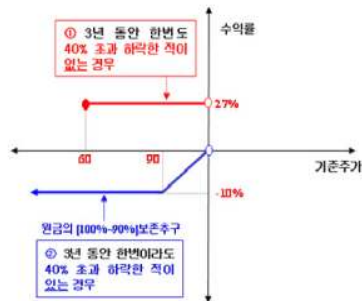 수익률
① 3년 동안 한번도
40% 초과 하락한 적이
있는 경우
27%
60
90
기준주가
-10%
원금의 [100%~90%]보존추구
② 3년 동안 한번이라도
40% 초과 하락한 적이
있는 경우